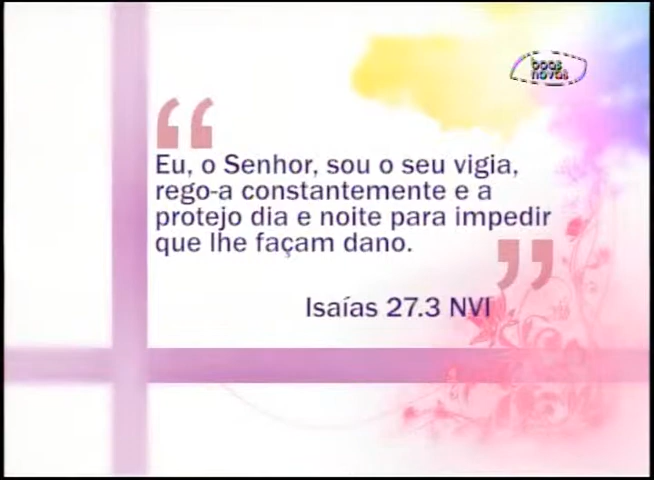 boas
novas
Eu, o Senhor, sou o seu vigia,
rego-a constantemente e a
protejo dia e noite para impedir
que lhe façam dano.
Isaías 27.3 NVI